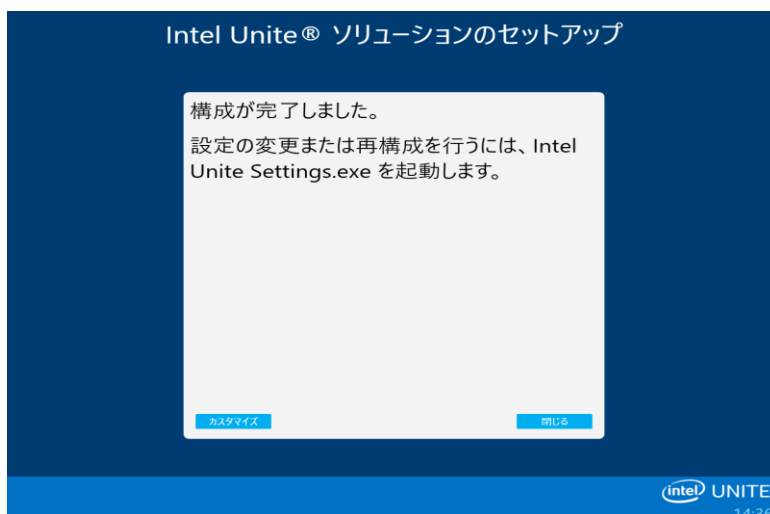 Intel Unite® ソリューションのセットアップ
構成が完了しました。
設定の変更または再構成を行うには、Intel
Unite Settings.exe を起動します。
カスタマイズ
閉じる
intel UNITE
14:36